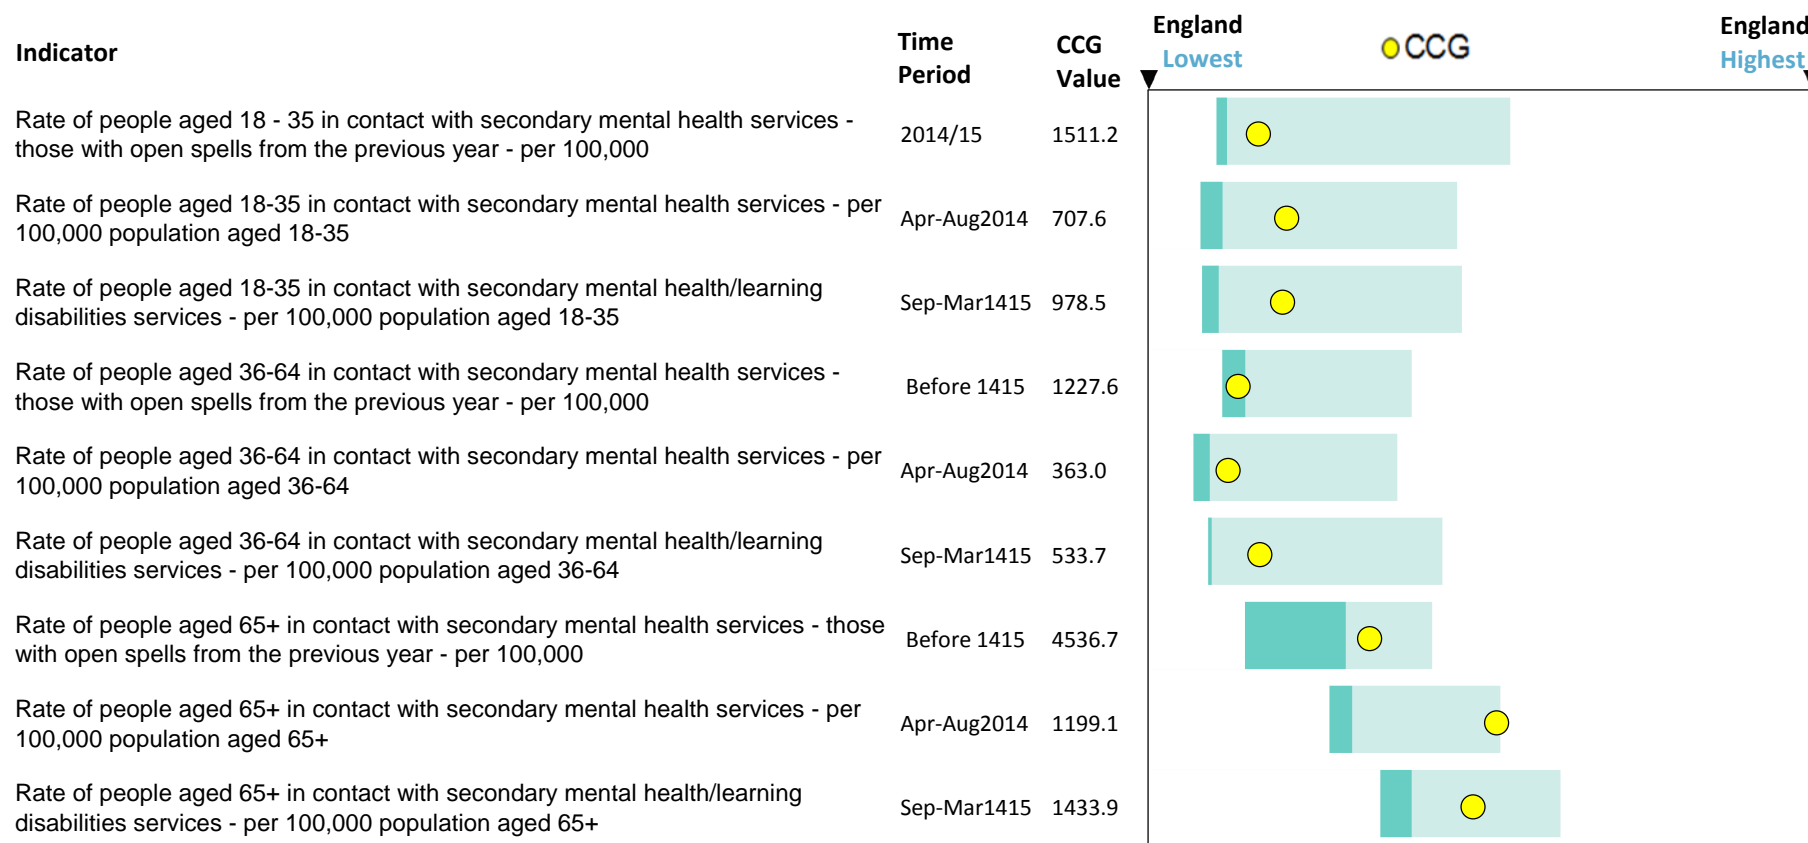 Indicator
Time
Period
CCG
Value
England
Lowest
CCG
England
Highest
Rate of people aged 18 - 35 in contact with secondary mental health services -
those with open spells from the previous year - per 100,000
2014/15
1511.2
Rate of people aged 18-35 in contact with secondary mental health services - per
100,000 population aged 18-35
Apr-Aug2014
707.6
Rate of people aged 18-35 in contact with secondary mental health/learning
disabilities services - per 100,000 population aged 18-35
Sep-Mar1415
978.5
Rate of people aged 36-64 in contact with secondary mental health services -
those with open spells from the previous year - per 100,000
Before 1415
1227.6
Rate of people aged 36-64 in contact with secondary mental health services - per
100,000 population aged 36-64
Apr-Aug2014
363.0
Rate of people aged 36-64 in contact with secondary mental health/learning
disabilities services - per 100,000 population aged 36-64
Sep-Mar1415
533.7
Rate of people aged 65+ in contact with secondary mental health services - those
with open spells from the previous year - per 100,000
Before 1415
4536.7
Rate of people aged 65+ in contact with secondary mental health services - per
100,000 population aged 65+
Apr-Aug2014
1199.1
Rate of people aged 65+ in contact with secondary mental health/learning
disabilities services - per 100,000 population aged 65+
Sep-Mar1415
1433.9